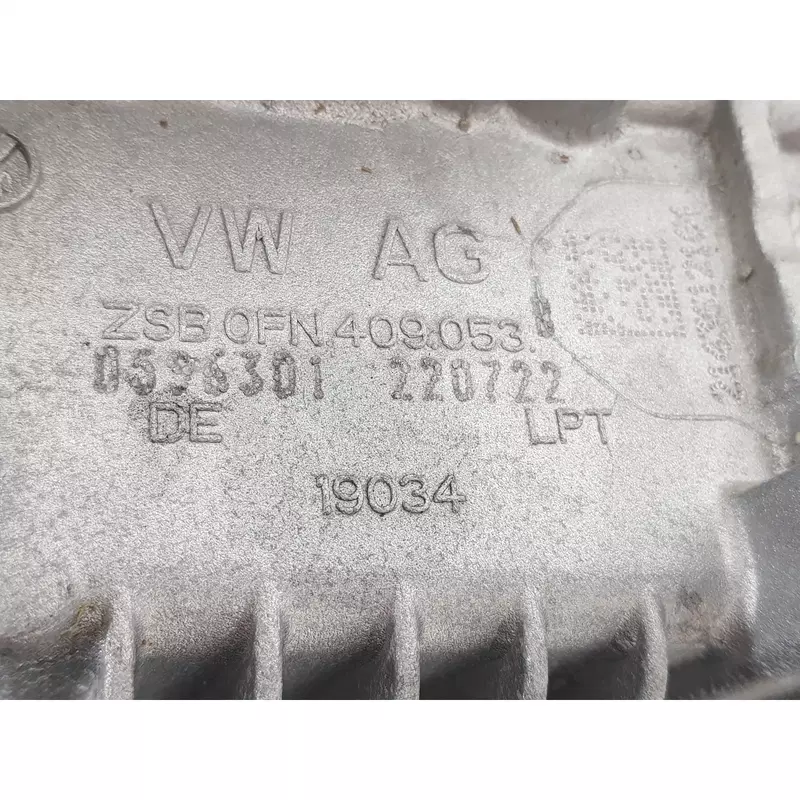 VW AG
ZSB 0FN.409.053.
0596301 220722
DE LPT
19034